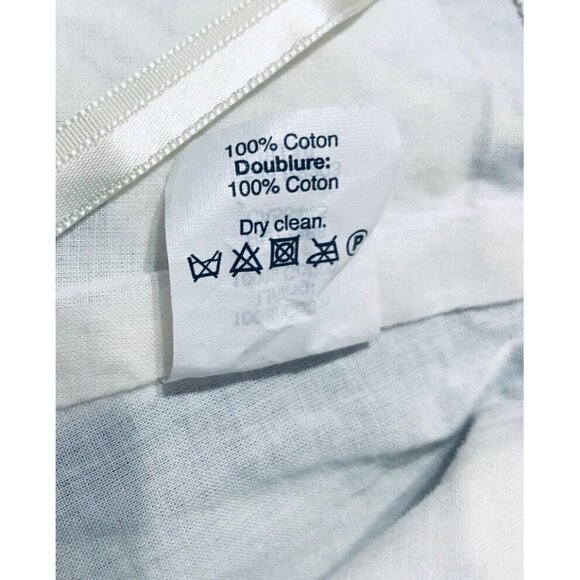 100% Coton
Doublure:
100% Coton
Dry clean.
P